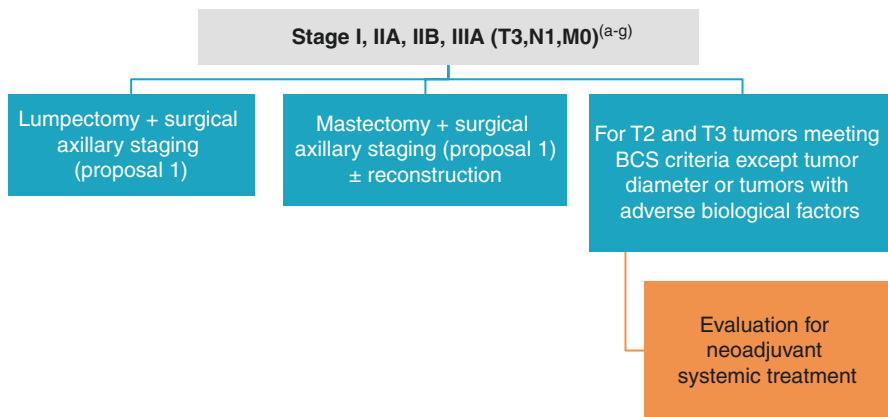 Stage I, IIA, IIB, IIIA (T3,N1,M0)(a-g)
Lumpectomy + surgical
axillary staging
(proposal 1)
Mastectomy + surgical
axillary staging (proposal 1)
± reconstruction
For T2 and T3 tumors meeting
BCS criteria except tumor
diameter or tumors with
adverse biological factors
Evaluation for
neoadjuvant
systemic treatment